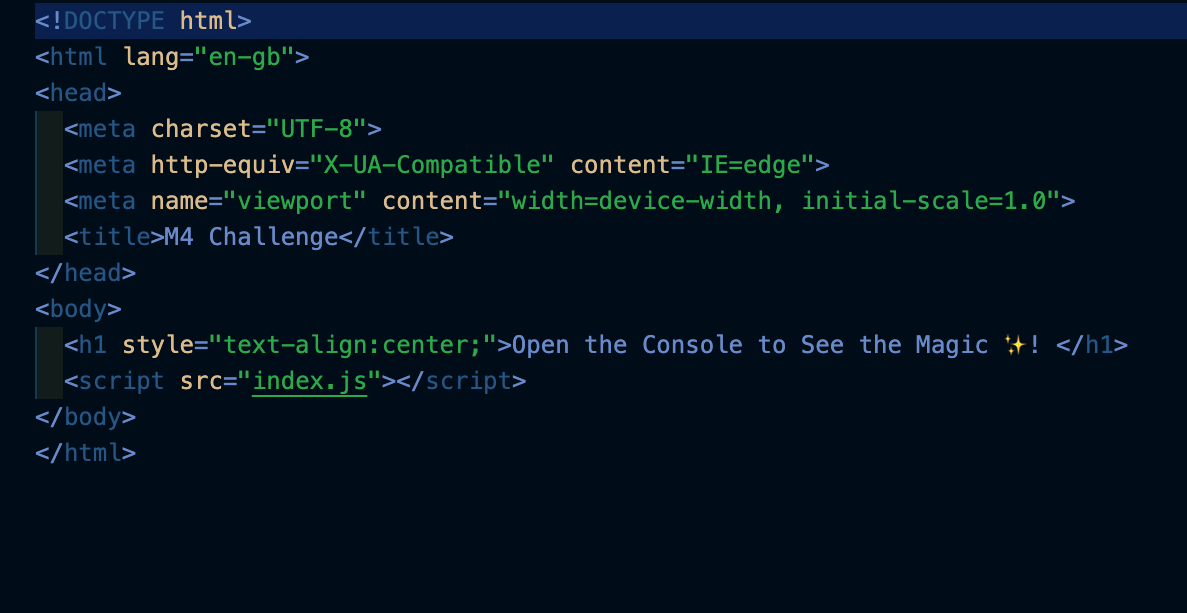 <!DOCTYPE html>
<html lang="en-gb">
<head>
  <meta charset="UTF-8">
  <meta http-equiv="X-UA-Compatible" content="IE=edge">
  <meta name="viewport" content="width=device-width, initial-scale=1.0">
  <title>M4 Challenge</title>
</head>
<body>
  <h1 style="text-align:center;">Open the Console to See the Magic ✨! </h1>
  <script src="index.js"></script>
</body>
</html>